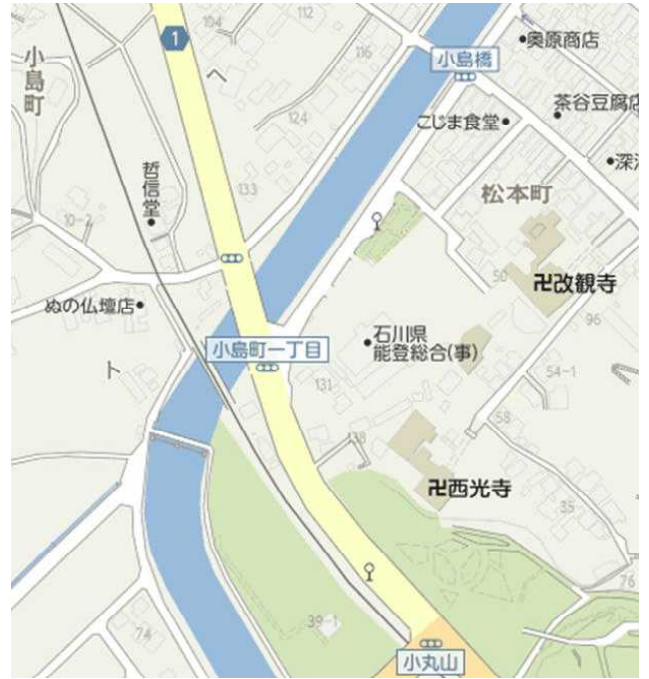 104
112
1
奥原商店
小島橋
小島町
へ
116
茶谷豆腐店
こじま食堂
124
深
哲信堂
133
松本町
10-2
50
卍改観寺
ぬの仏壇店
石川県
能登総合(事)
96
小島町一丁目
ト
131
54-1
58
138
卍西光寺
35
76
39-1
74
小丸山